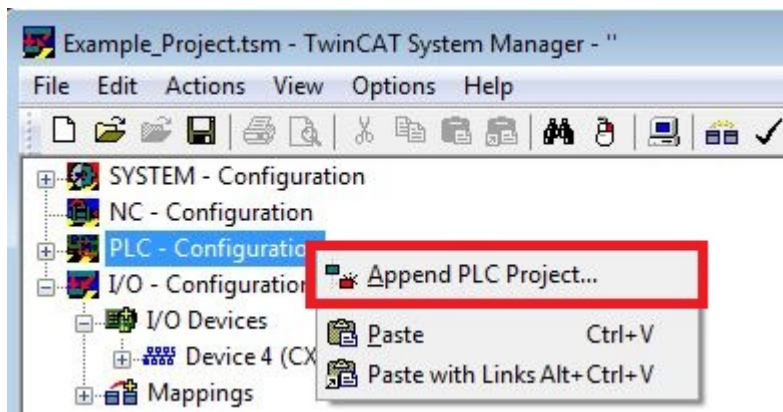 Example_Project.tsm - TwinCAT System Manager - ''
File Edit Actions View Options Help
SYSTEM - Configuration
NC - Configuration
PLC - Configuratio
I/O - Configuration
Append PLC Project...
I/O Devices
Paste Ctrl+V
Device 4 (CX
Paste with Links Alt+Ctrl+V
Mappings